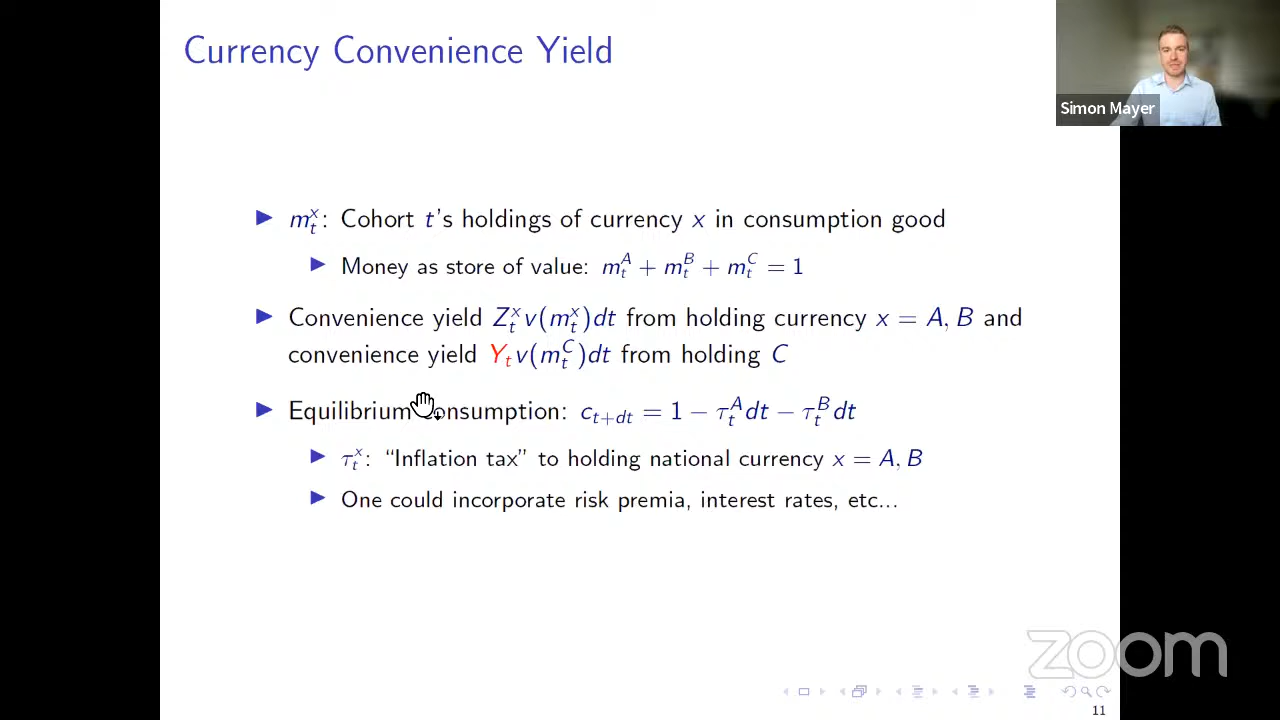 Currency Convenience Yield
Simon Mayer
▶ m_t^x: Cohort t's holdings of currency x in consumption good
▶ Money as store of value: m_t^A + m_t^B + m_t^C = 1
▶ Convenience yield Z_t^x v(m_t^x)dt from holding currency x = A, B and
convenience yield Y_t v(m_t^C)dt from holding C
▶ Equilibrium consumption: c_{t+dt} = 1 − τ_t^A dt − τ_t^B dt
▶ τ_t^x: “Inflation tax” to holding national currency x = A, B
▶ One could incorporate risk premia, interest rates, etc...
zoom
11